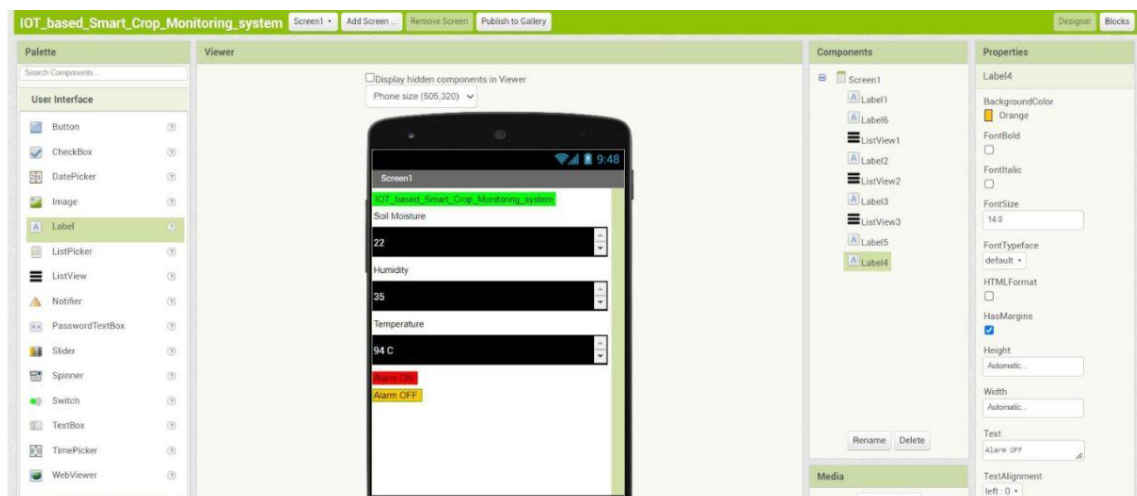 IOT_based_Smart_Crop_Monitoring_system Screen1 Add Screen ... Remove Screen Publish to Gallery Designer Blocks
Palette
Search Components...
User Interface
Button
CheckBox
DatePicker
Image
Label
ListPicker
ListView
Notifier
PasswordTextBox
Slider
Spinner
Switch
TextBox
TimePicker
WebViewer
Viewer
Display hidden components in Viewer
Phone size (505,320)
9:48
Screen1
IOT_based_Smart_Crop_Monitoring_system
Soil Moisture
22
Humidity
35
Temperature
94 C
Alarm ON
Alarm OFF
Components
Screen1
Label1
Label6
ListView1
Label2
ListView2
Label3
ListView3
Label5
Label4
Rename Delete
Media
Properties
Label4
BackgroundColor
Orange
FontBold
FontItalic
FontSize
14.0
FontTypeface
default
HTMLFormat
HasMargins
Height
Automatic...
Width
Automatic...
Text
Alarm OFF
TextAlignment
left : 0